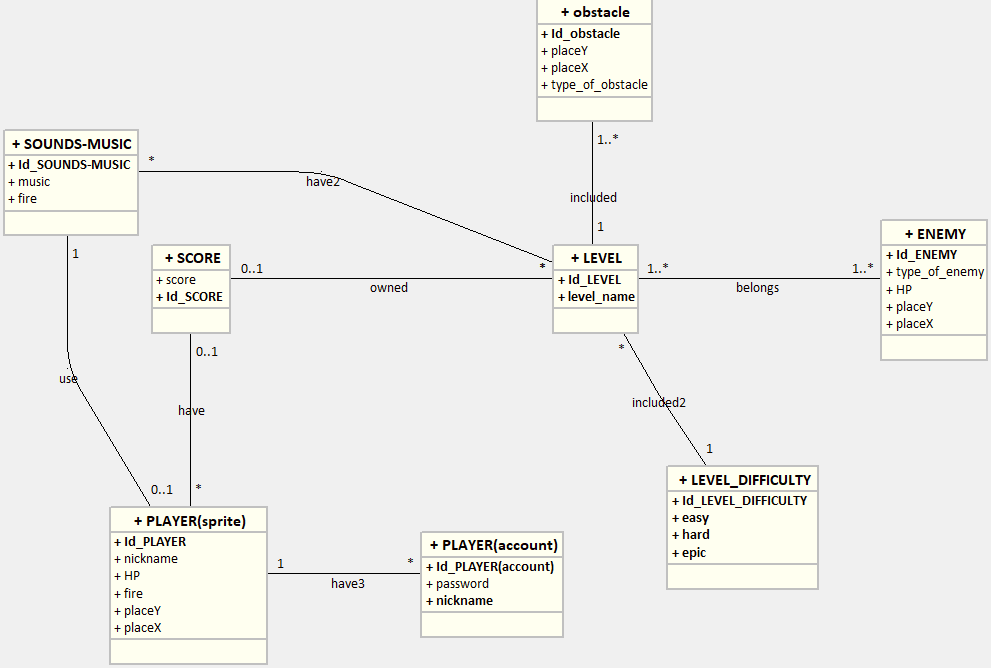 + obstacle
+ Id_obstacle
+ placeY
+ placeX
+ type_of_obstacle
1..*
included
1
+ SOUNDS-MUSIC
+ Id_SOUNDS-MUSIC
+ music
+ fire
*
have2
1
use
0..1
+ SCORE
+ score
+ Id_SCORE
0..1
owned
*
0..1
have
*
+ LEVEL
+ Id_LEVEL
+ level_name
1..*
belongs
1..*
+ ENEMY
+ Id_ENEMY
+ type_of_enemy
+ HP
+ placeY
+ placeX
*
included2
1
+ LEVEL_DIFFICULTY
+ Id_LEVEL_DIFFICULTY
+ easy
+ hard
+ epic
+ PLAYER(sprite)
+ Id_PLAYER
+ nickname
+ HP
+ fire
+ placeY
+ placeX
1
have3
*
+ PLAYER(account)
+ Id_PLAYER(account)
+ password
+ nickname